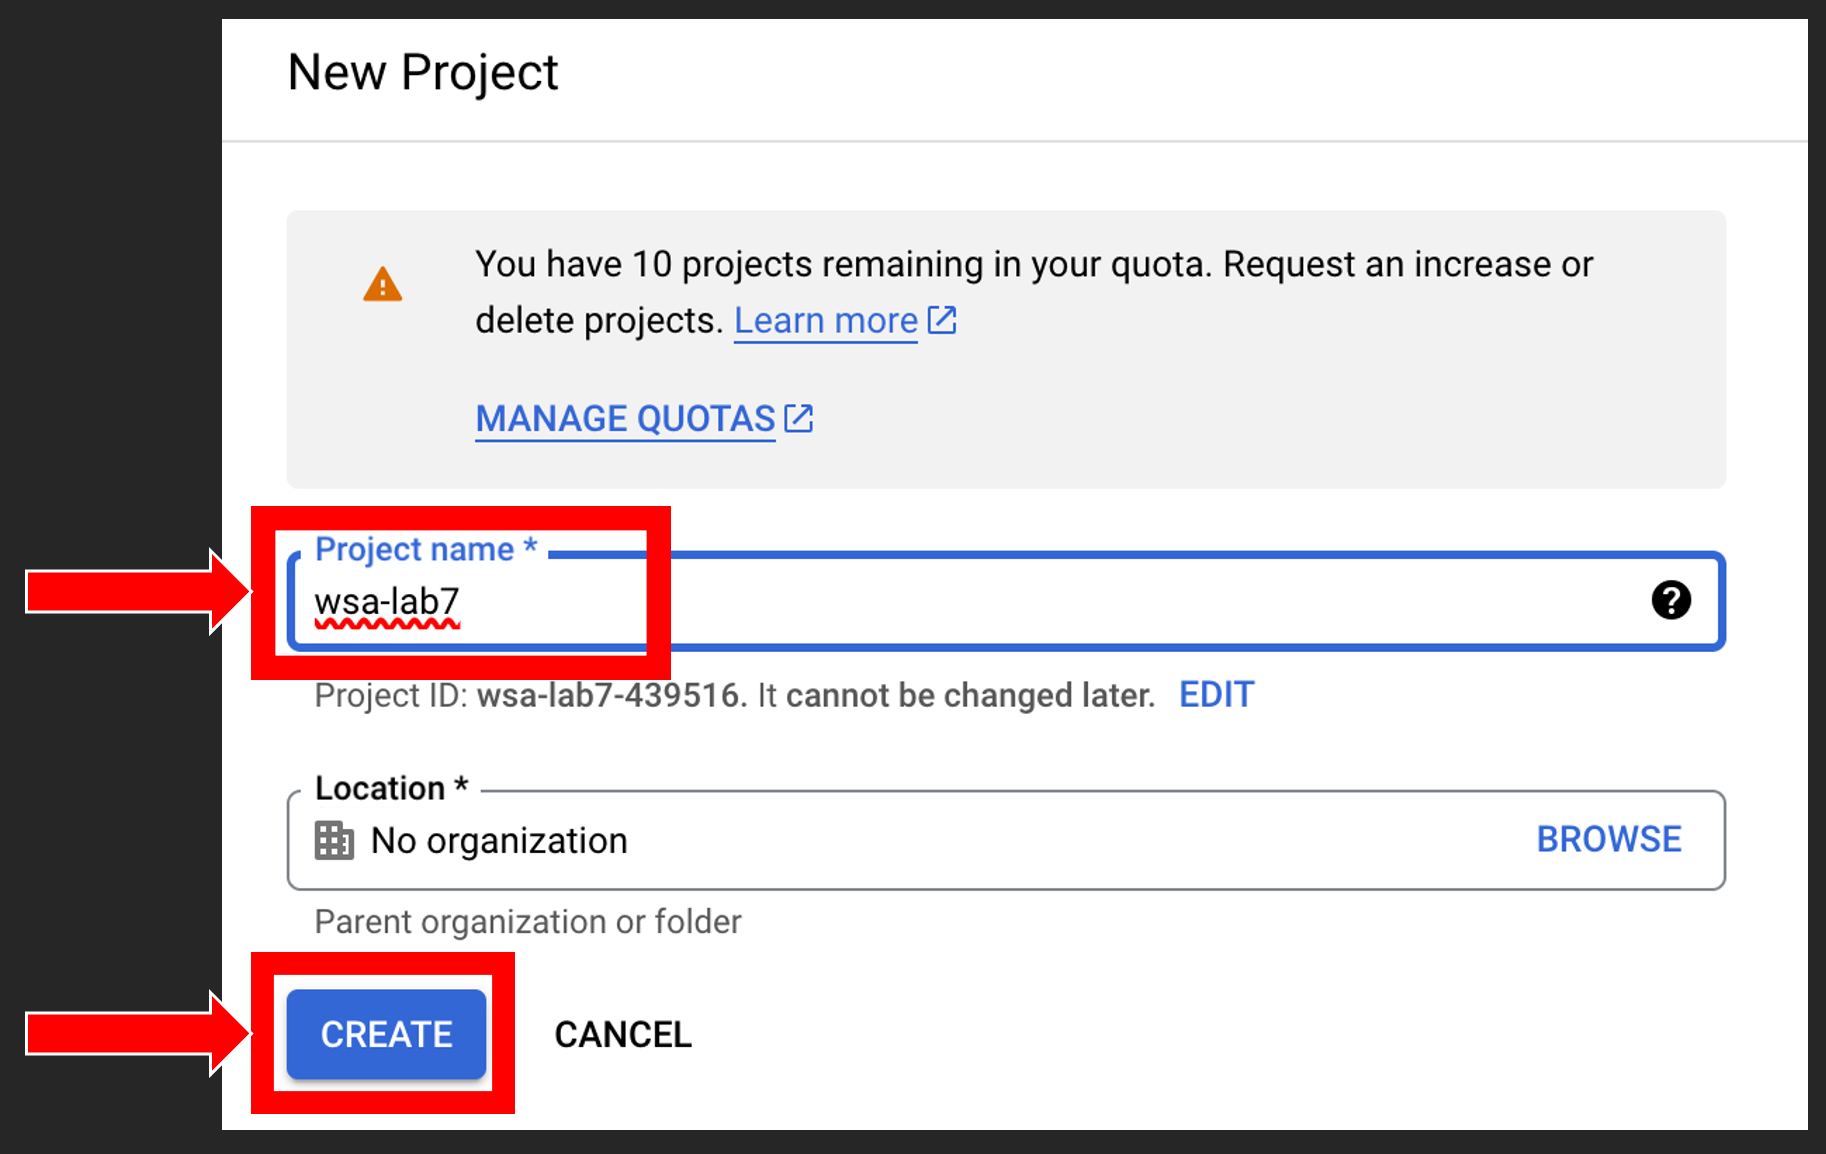 New Project
You have 10 projects remaining in your quota. Request an increase or
delete projects. Learn more
MANAGE QUOTAS
Project name *
wsa-lab7
Project ID: wsa-lab7-439516. It cannot be changed later. EDIT
Location *
No organization BROWSE
Parent organization or folder
CREATE CANCEL